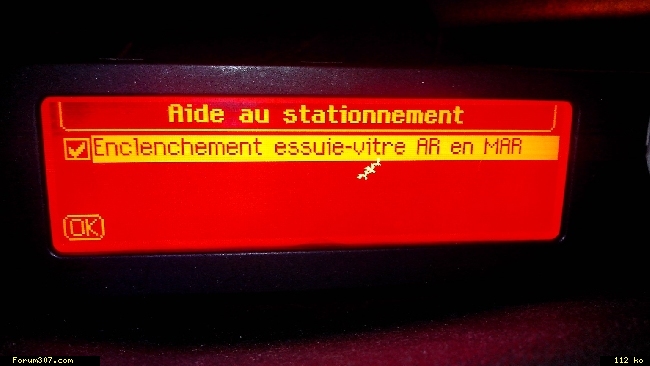 Aide au stationnement
Enclenchement essuie-vitre AR en MAR
OK
Forum307.com
112 ko